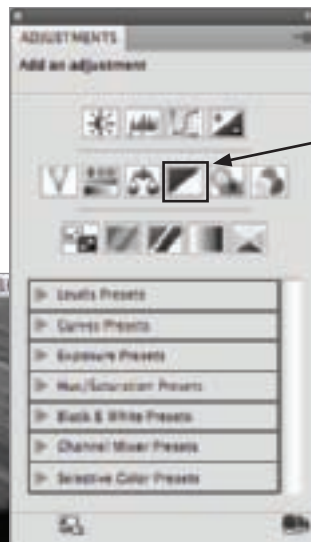 ADJUSTMENTS
Add an adjustment
Levels Presets
Curves Presets
Exposure Presets
Hue/Saturation Presets
Black & White Presets
Channel Mixer Presets
Selective Color Presets